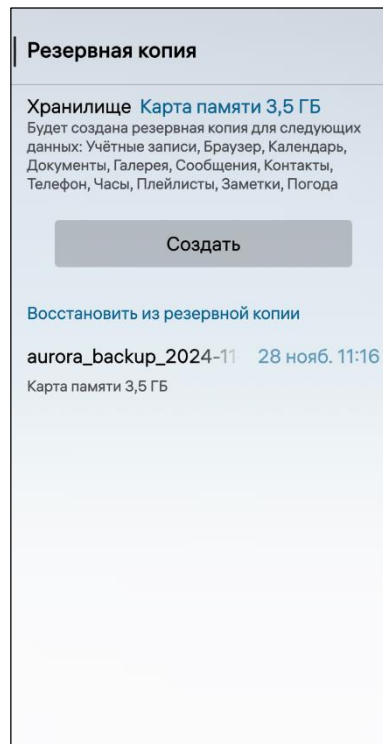 Резервная копия
Хранилище Карта памяти 3,5 ГБ
Будет создана резервная копия для следующих
данных: Учётные записи, Браузер, Календарь,
Документы, Галерея, Сообщения, Контакты,
Телефон, Часы, Плейлисты, Заметки, Погода
Создать
Восстановить из резервной копии
aurora_backup_2024-11 28 нояб. 11:16
Карта памяти 3,5 ГБ